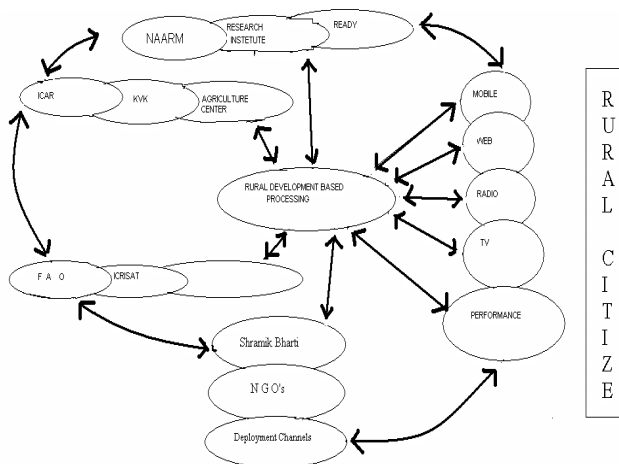 NAARM
RESEARCH
INSTETUTE
READY
ICAR
KVK
AGRICULTURE
CENTER
MOBILE
WEB
RADIO
TV
PERFORMANCE
RURAL DEVELOPMENT BASED
PROCESSING
F A O
ICRISAT
Shramik Bharti
N G O's
Deployment Channels
R
U
R
A
L
C
I
T
I
Z
E